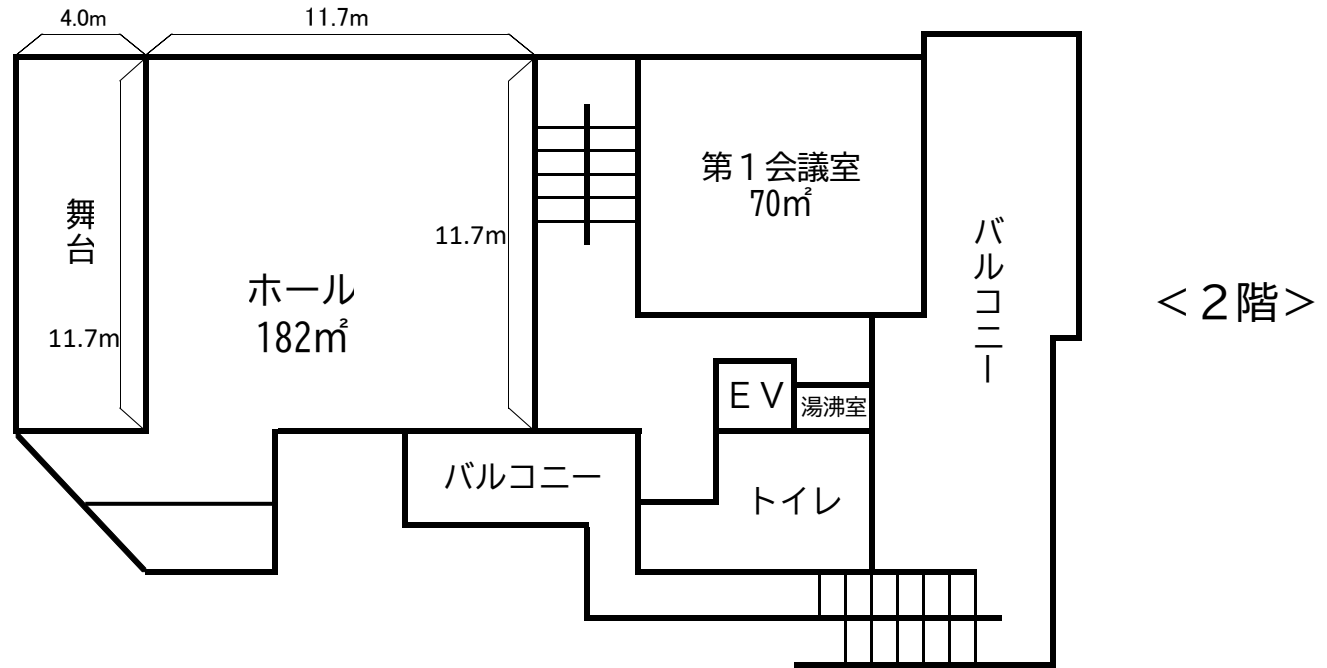 4.0m
11.7m
舞台
11.7m
ホール
182㎡
11.7m
第１会議室
70㎡
バルコニー
＜２階＞
ＥＶ
湯沸室
バルコニー
トイレ